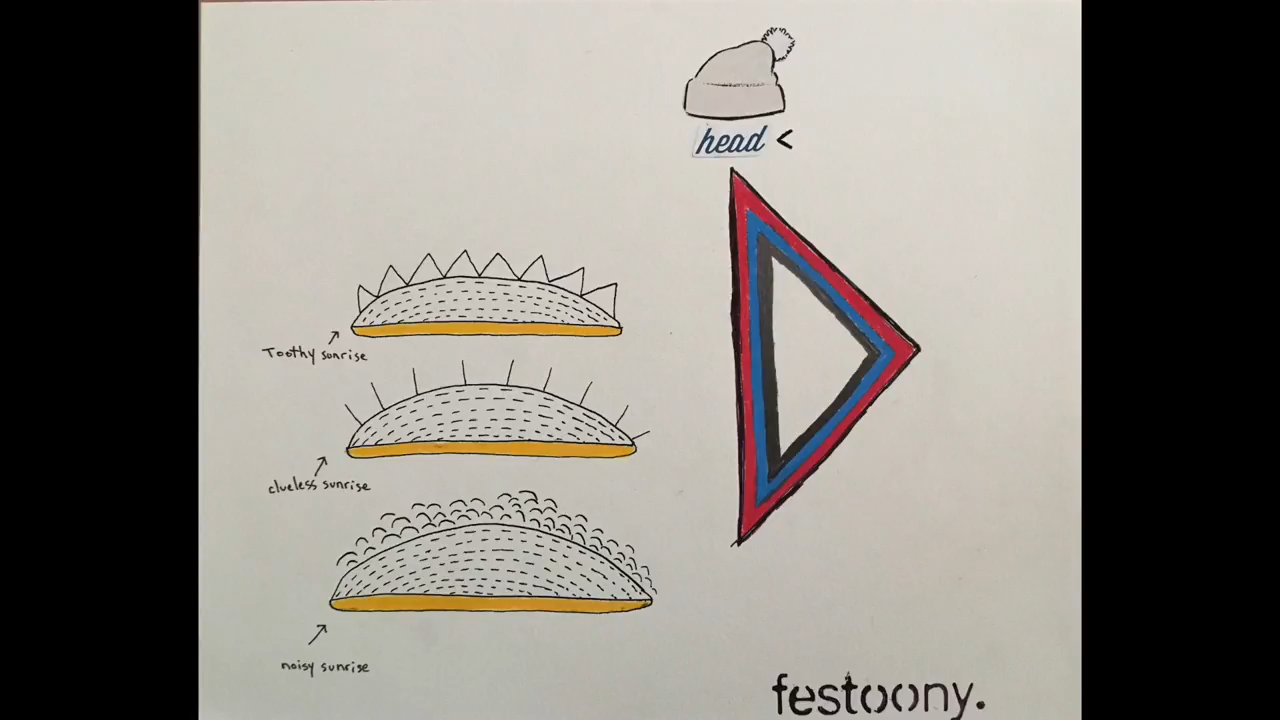 head <
Toothy sunrise
clueless sunrise
noisy sunrise
festoony.